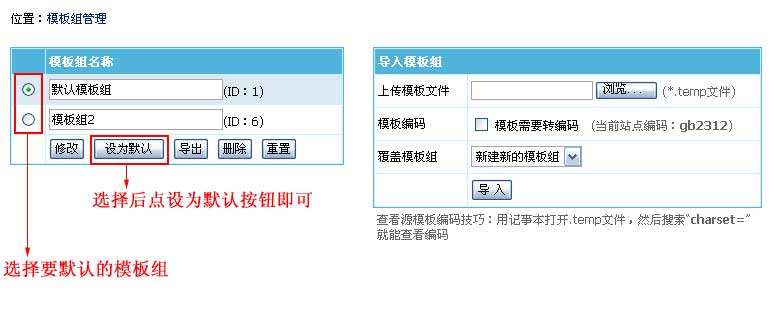 位置：模板组管理
模板组名称
默认模板组 (ID：1)
模板组2 (ID：6)
修改 设为默认 导出 删除 重置
选择后点设为默认按钮即可
选择要默认的模板组
导入模板组
上传模板文件 浏览... (*.temp文件)
模板编码 模板需要转编码 (当前站点编码：gb2312)
覆盖模板组 新建新的模板组
导入
查看源模板编码技巧：用记事本打开.temp文件，然后搜索“charset=”
就能查看编码